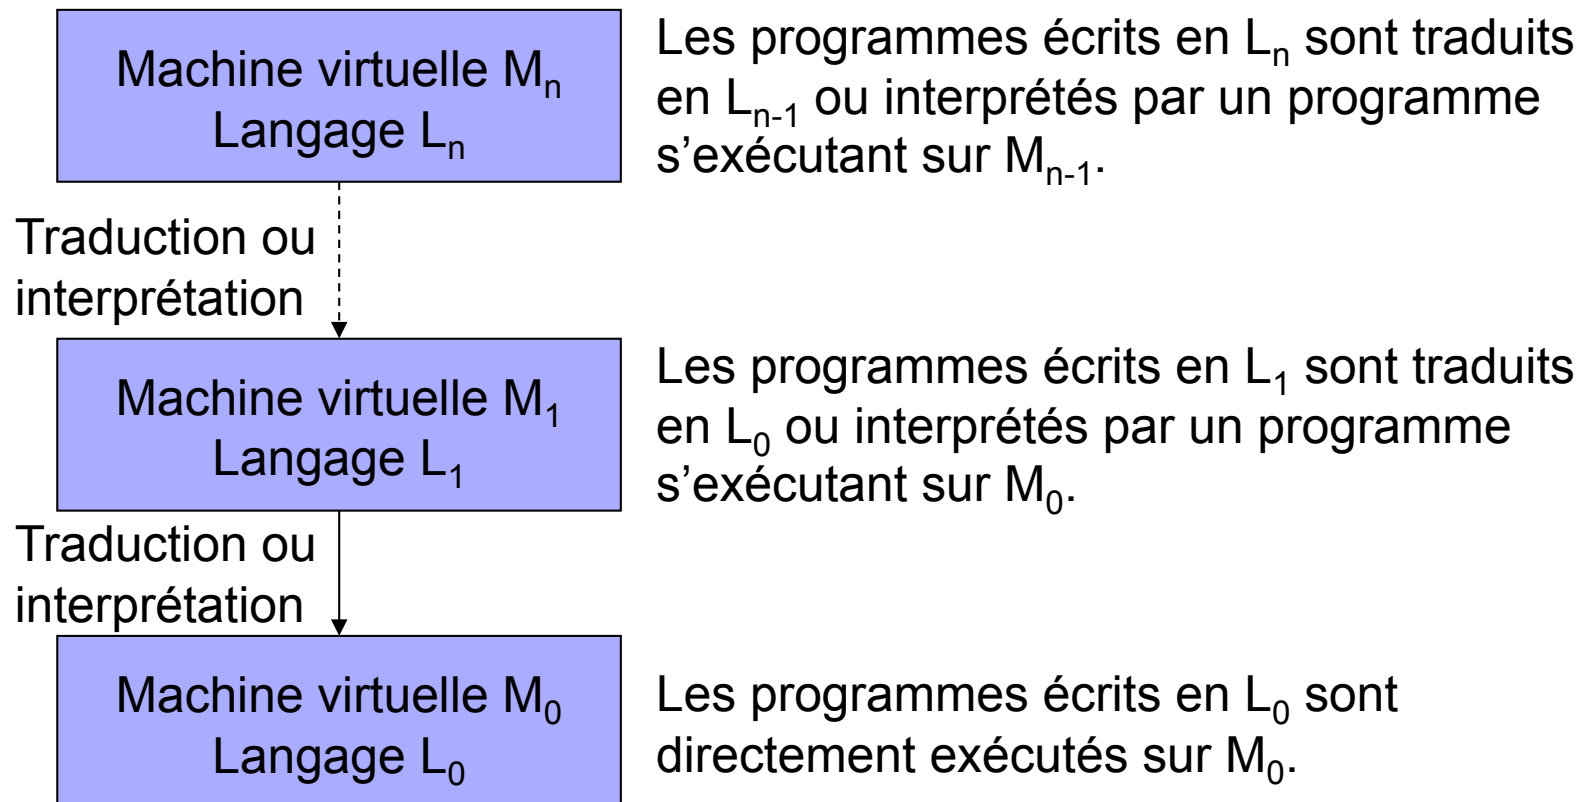 Machine virtuelle Mₙ
Langage Lₙ
Les programmes écrits en Lₙ sont traduits
en Lₙ₋₁ ou interprétés par un programme
s’exécutant sur Mₙ₋₁.
Traduction ou
interprétation
Machine virtuelle M₁
Langage L₁
Les programmes écrits en L₁ sont traduits
en L₀ ou interprétés par un programme
s’exécutant sur M₀.
Traduction ou
interprétation
Machine virtuelle M₀
Langage L₀
Les programmes écrits en L₀ sont
directement exécutés sur M₀.